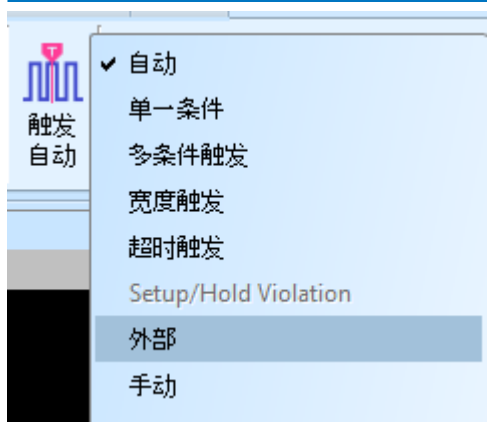 T
触发
自动
✔ 自动
单一条件
多条件触发
宽度触发
超时触发
Setup/Hold Violation
外部
手动